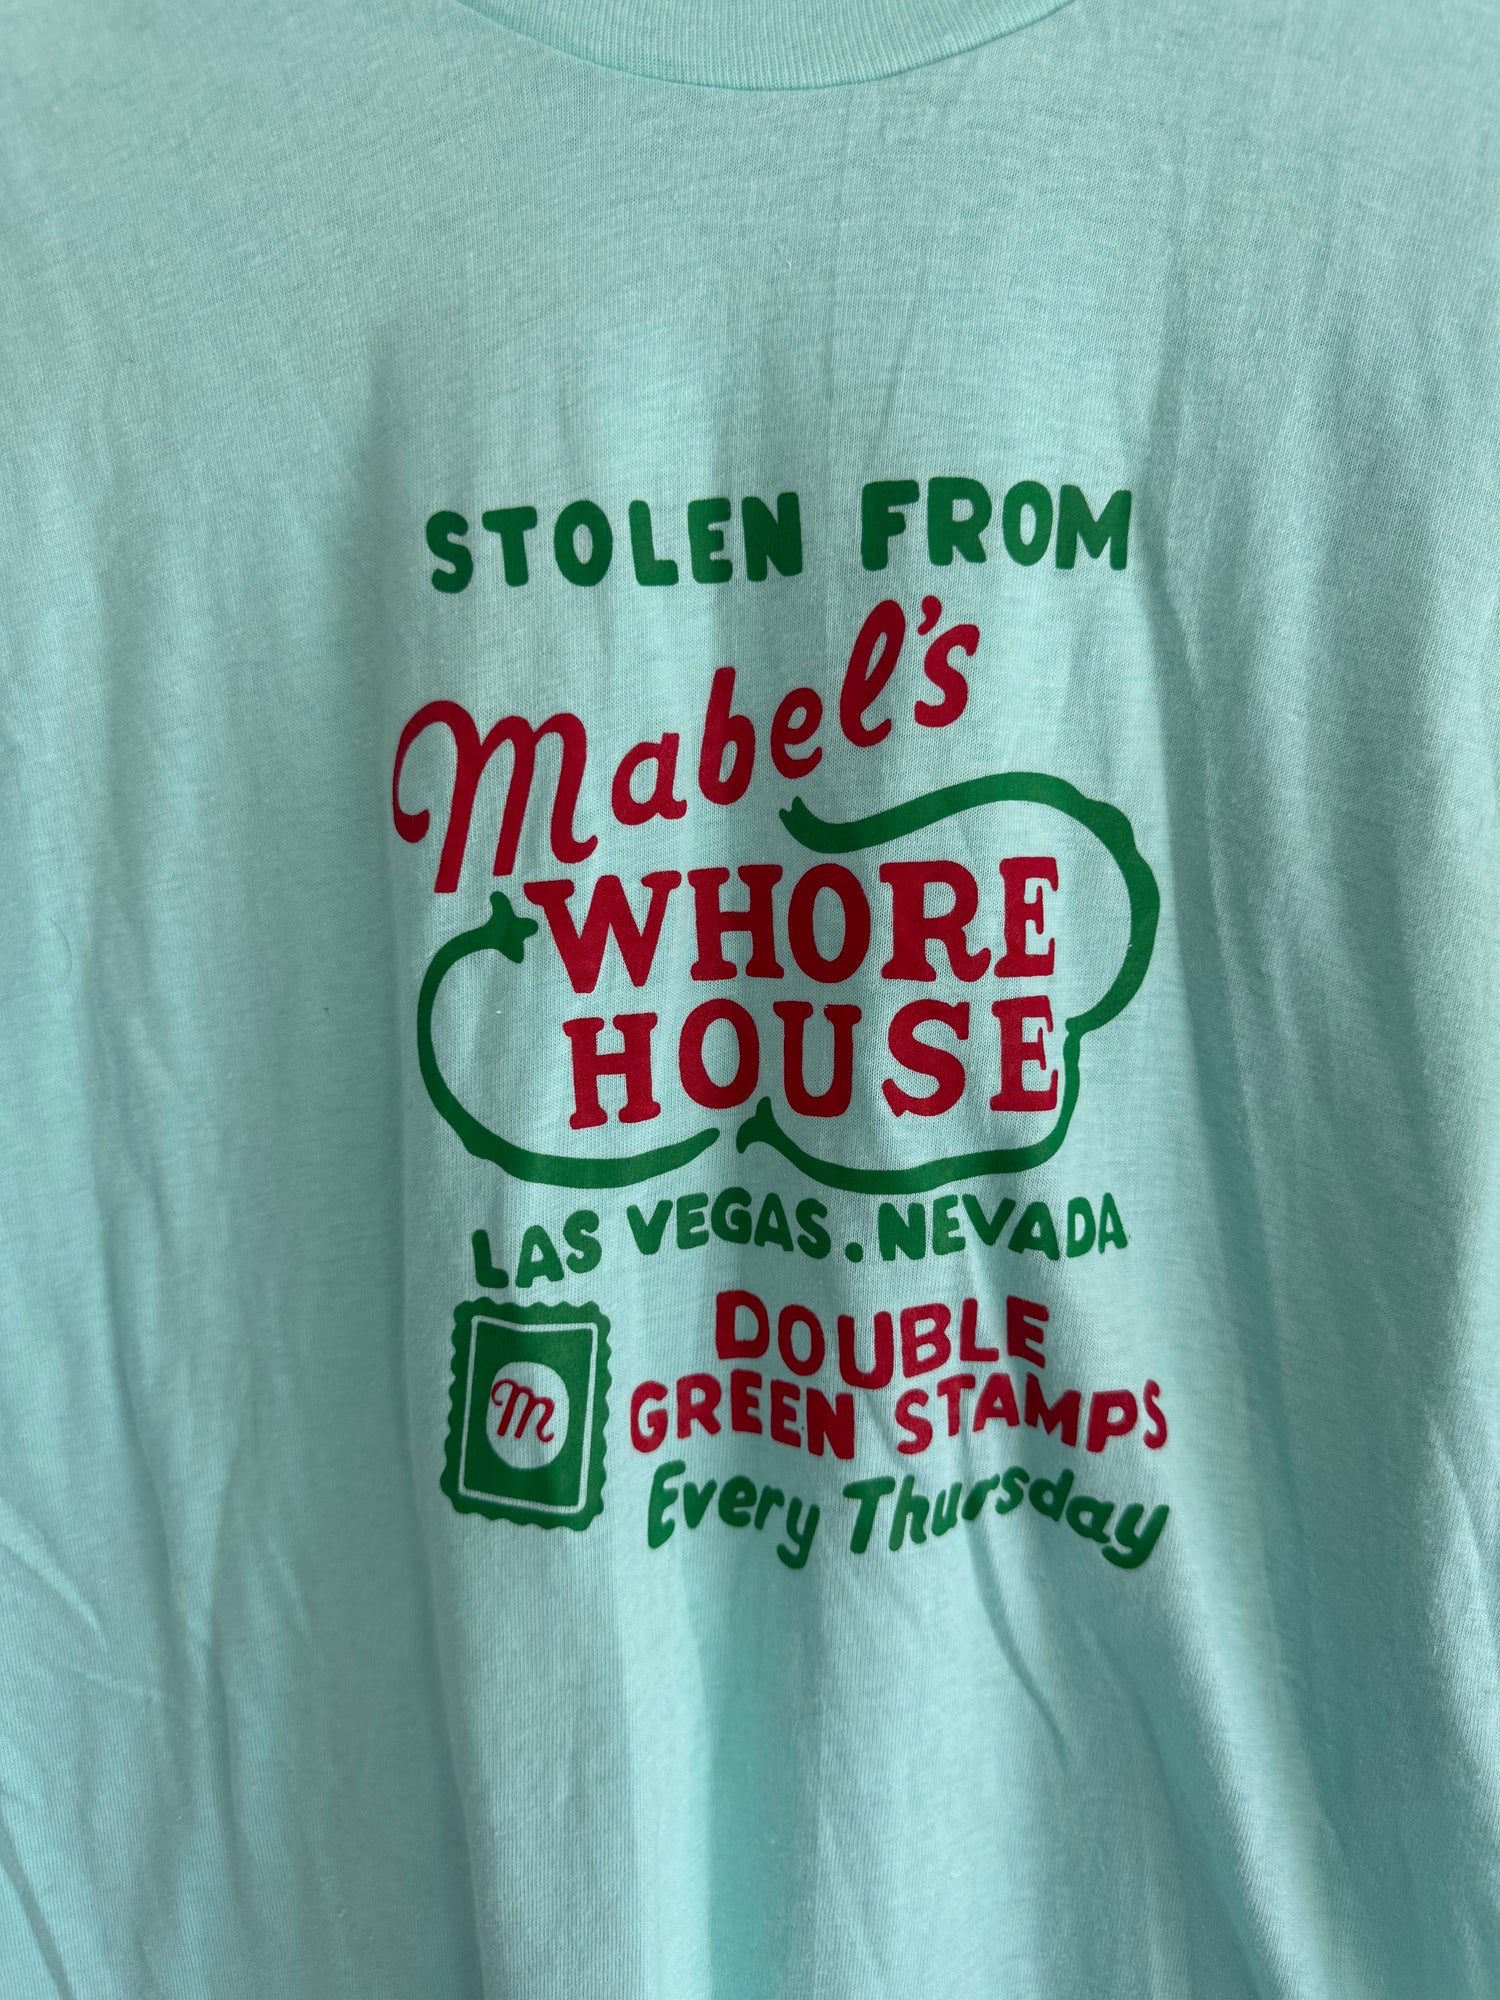 STOLEN FROM
Mabel's
WHORE
HOUSE
LAS VEGAS. NEVADA
m
DOUBLE
GREEN STAMPS
Every Thursday